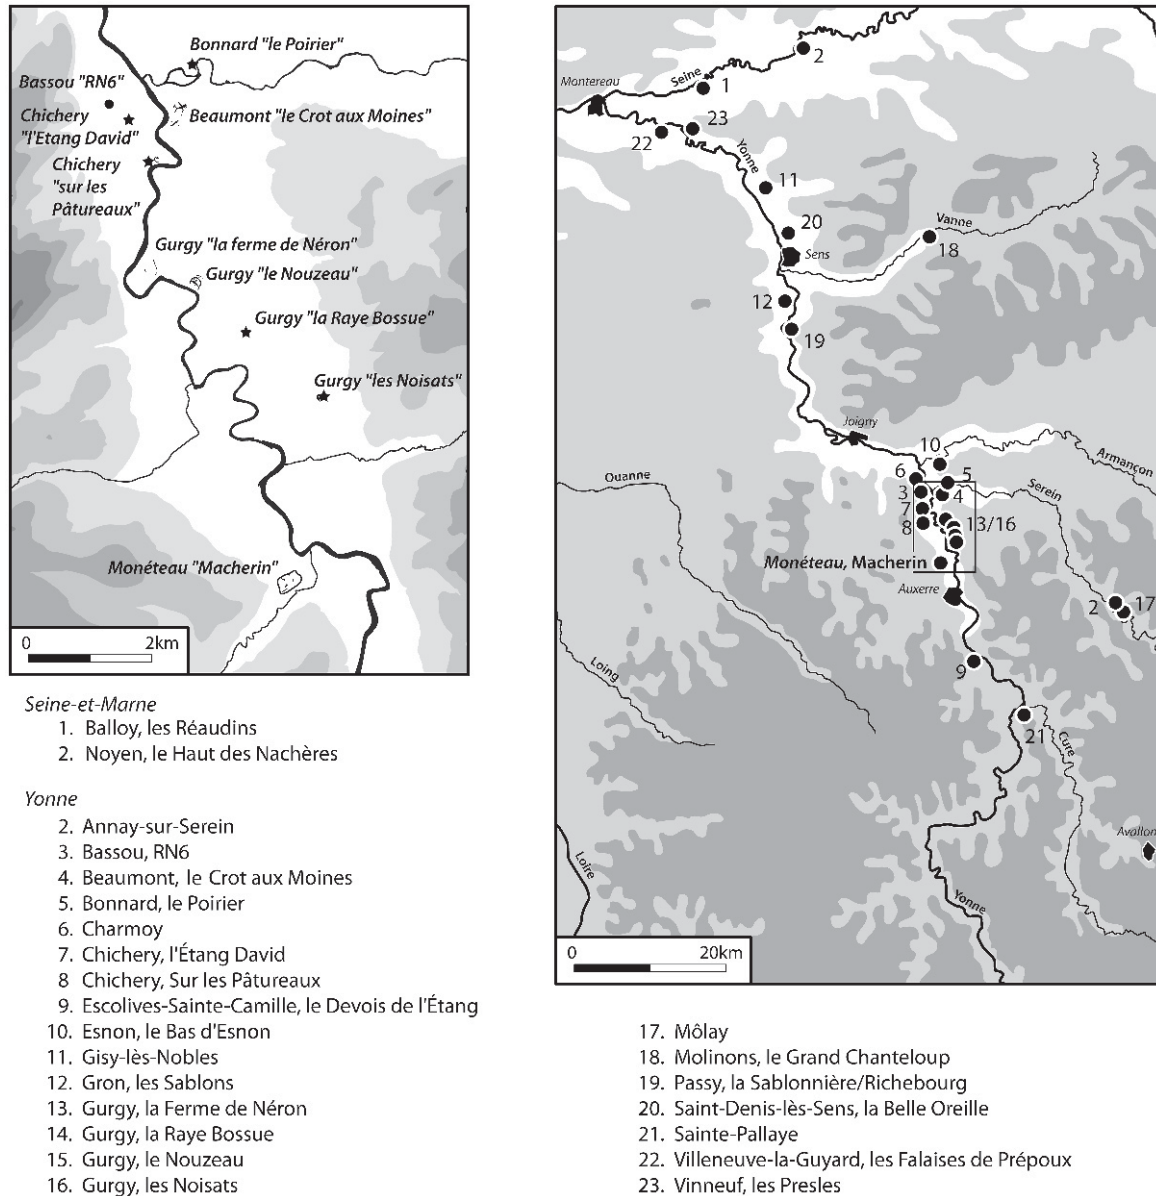 Bonnard "le Poirier"
Bassou "RN6"
Beaumont "le Crot aux Moines"
Chichery
"l'Etang David"
Chichery
"sur les
Pâtureaux"
Gurgy "la ferme de Néron"
Gurgy "le Nouzeau"
Gurgy "la Raye Bossue"
Gurgy "les Noisats"
Monéteau "Macherin"
0 2km
2
Seine
1
Montereau
23
22
Yonne
11
20
Vanne
18
Sens
12
19
Joigny
10
Armançon
6
5
Ouanne
Serein
3
4
7
13/16
8
Monéteau, Macherin
Auxerre
2
17
9
Loing
21
Cure
Avallon
Loire
Yonne
0 20km
Seine-et-Marne
1. Balloy, les Réaudins
2. Noyen, le Haut des Nachères
Yonne
2. Annay-sur-Serein
3. Bassou, RN6
4. Beaumont, le Crot aux Moines
5. Bonnard, le Poirier
6. Charmoy
7. Chichery, l'Étang David
8 Chichery, Sur les Pâtureaux
9. Escolives-Sainte-Camille, le Devois de l'Étang
10. Esnon, le Bas d'Esnon
11. Gisy-lès-Nobles
12. Gron, les Sablons
13. Gurgy, la Ferme de Néron
14. Gurgy, la Raye Bossue
15. Gurgy, le Nouzeau
16. Gurgy, les Noisats
17. Môlay
18. Molinons, le Grand Chanteloup
19. Passy, la Sablonnière/Richebourg
20. Saint-Denis-lès-Sens, la Belle Oreille
21. Sainte-Pallaye
22. Villeneuve-la-Guyard, les Falaises de Prépoux
23. Vinneuf, les Presles